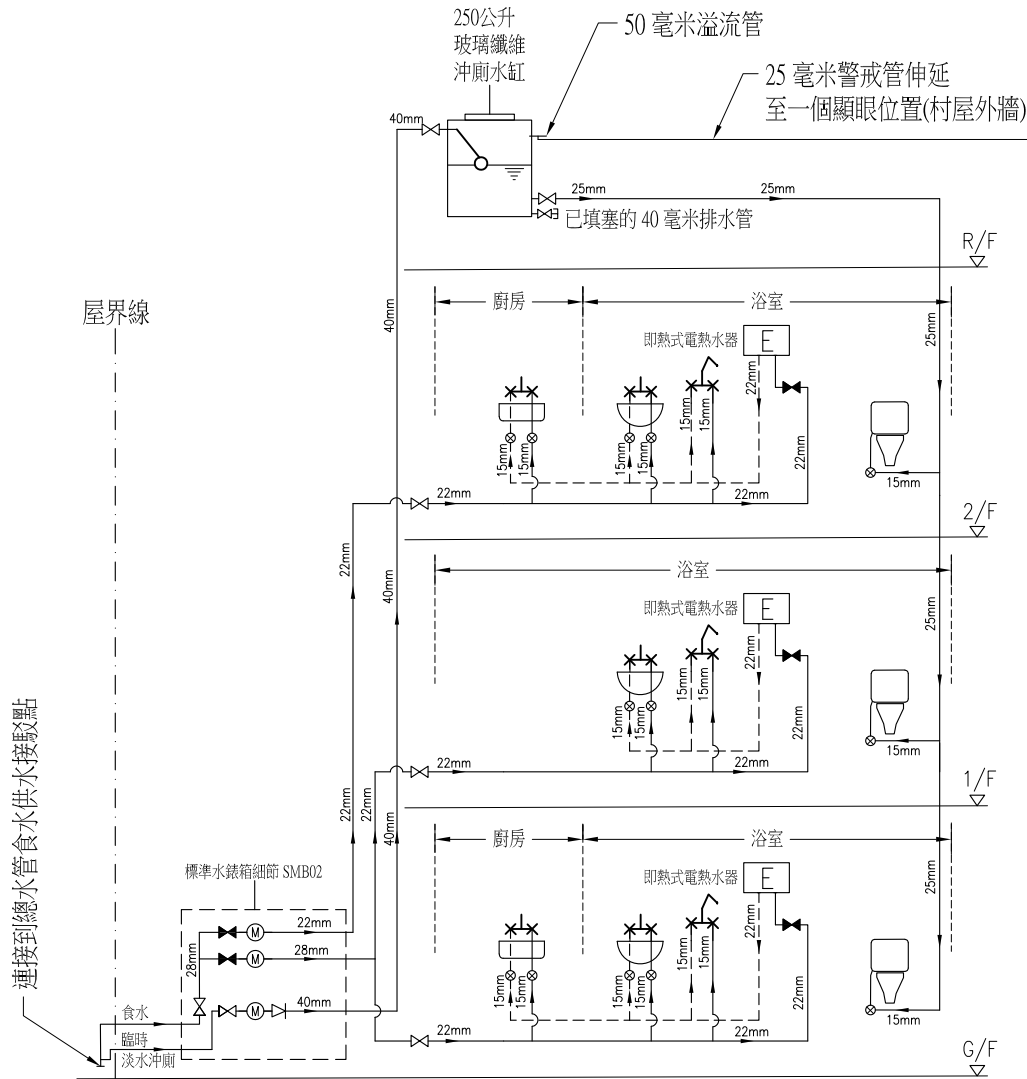 250公升
玻璃纖維
沖廁水缸
50 毫米溢流管
25 毫米警戒管伸延
至一個顯眼位置(村屋外牆)
40mm
25mm
25mm
已填塞的 40 毫米排水管
R/F
屋界線
40mm
廚房
浴室
即熱式電熱水器
E
25mm
22mm
15mm
15mm
15mm
15mm
15mm
15mm
22mm
15mm
22mm
22mm
2/F
22mm
40mm
浴室
即熱式電熱水器
E
25mm
22mm
15mm
15mm
15mm
15mm
22mm
15mm
22mm
22mm
1/F
22mm
22mm
40mm
廚房
浴室
即熱式電熱水器
E
25mm
22mm
15mm
15mm
15mm
15mm
15mm
15mm
22mm
15mm
22mm
22mm
G/F
標準水錶箱細節 SMB02
M
22mm
28mm
M
28mm
M
40mm
食水
臨時
淡水沖廁
連接到總水管食水供水接駁點